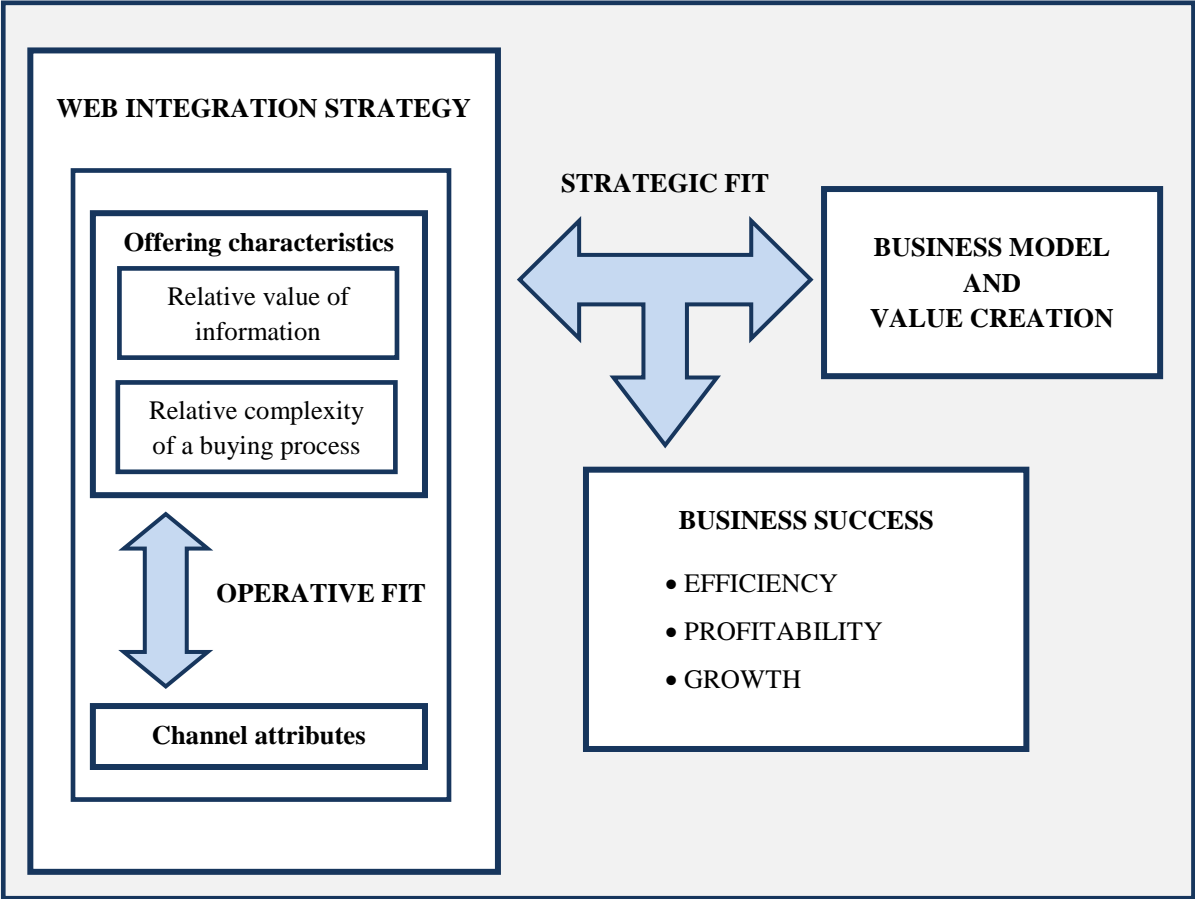 WEB INTEGRATION STRATEGY
Offering characteristics
Relative value of
information
Relative complexity
of a buying process
OPERATIVE FIT
Channel attributes
STRATEGIC FIT
BUSINESS MODEL
AND
VALUE CREATION
BUSINESS SUCCESS
• EFFICIENCY
• PROFITABILITY
• GROWTH